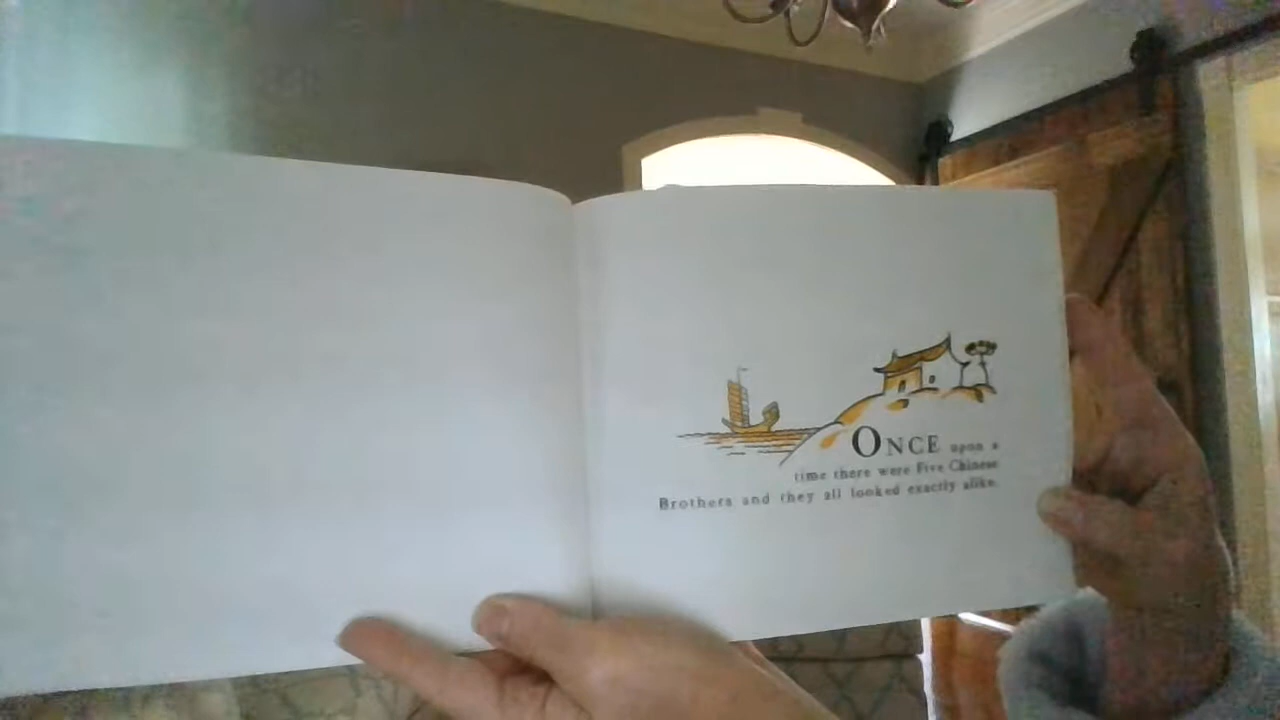 ONCE upon a
time there were Five Chinese
Brothers and they all looked exactly alike.